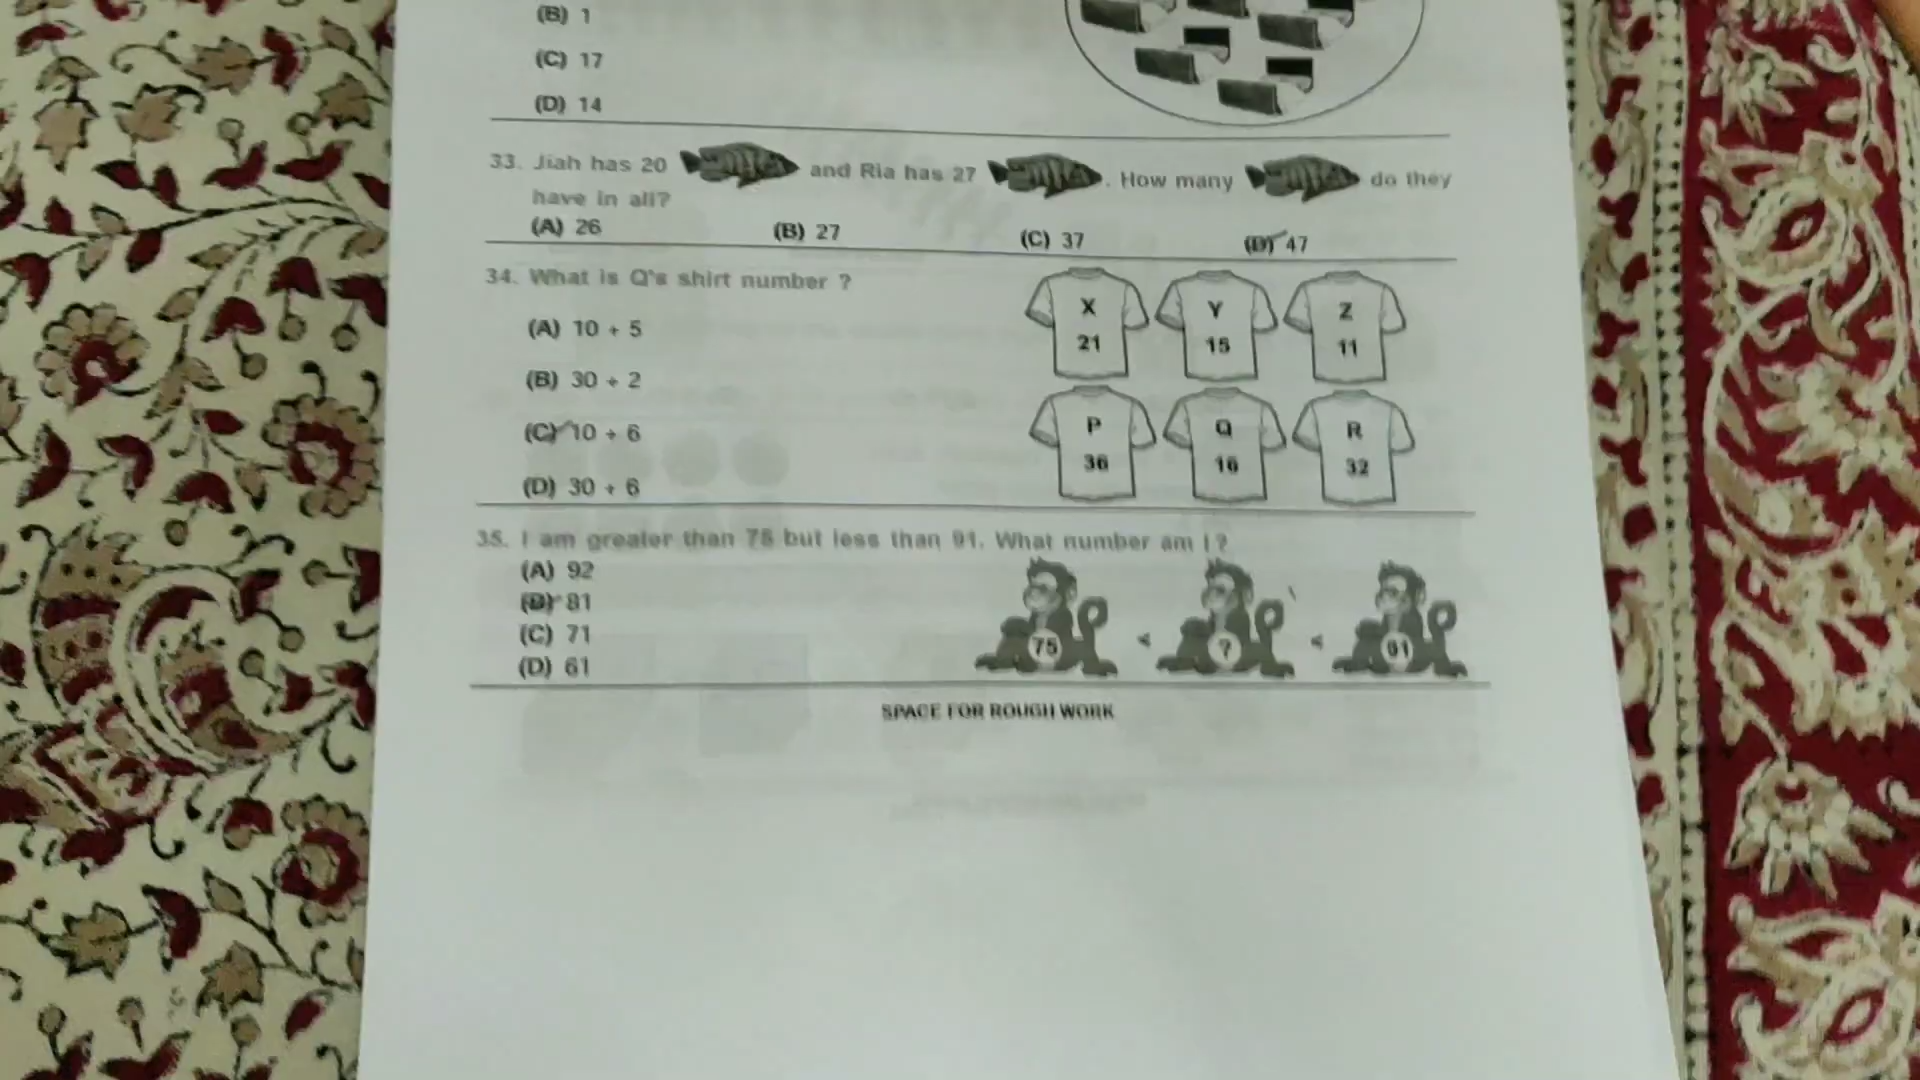 (B) 1
(C) 17
(D) 14
33. Jiah has 20 and Ria has 27 . How many do they
have in all?
(A) 26 (B) 27 (C) 37 (D) 47
34. What is Q's shirt number ?
(A) 10 + 5
(B) 30 + 2
(C) 10 + 6
(D) 30 + 6
X Y Z
21 15 11
P Q R
36 16 32
35. I am greater than 75 but less than 91. What number am I ?
(A) 92
(B) 81
(C) 71
(D) 61
75 < ? < 91
SPACE FOR ROUGH WORK